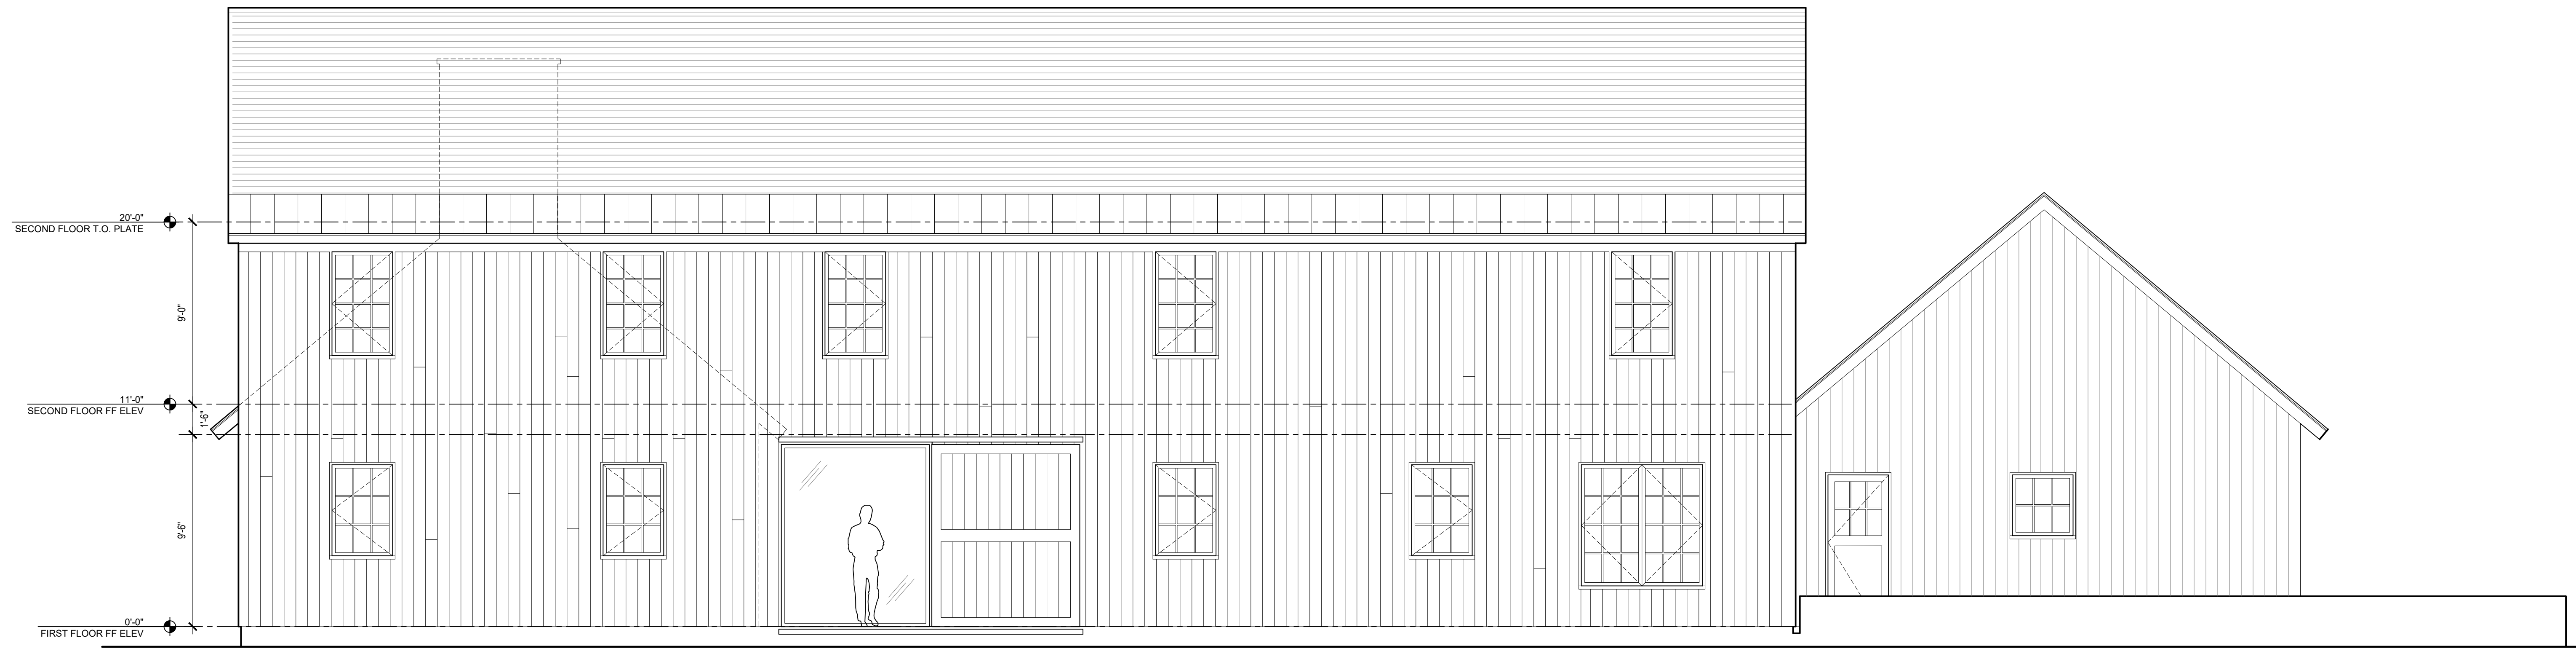 20'-0"
SECOND FLOOR T.O. PLATE
9'-0"
11'-0"
SECOND FLOOR FF ELEV
1'-6"
9'-6"
0'-0"
FIRST FLOOR FF ELEV